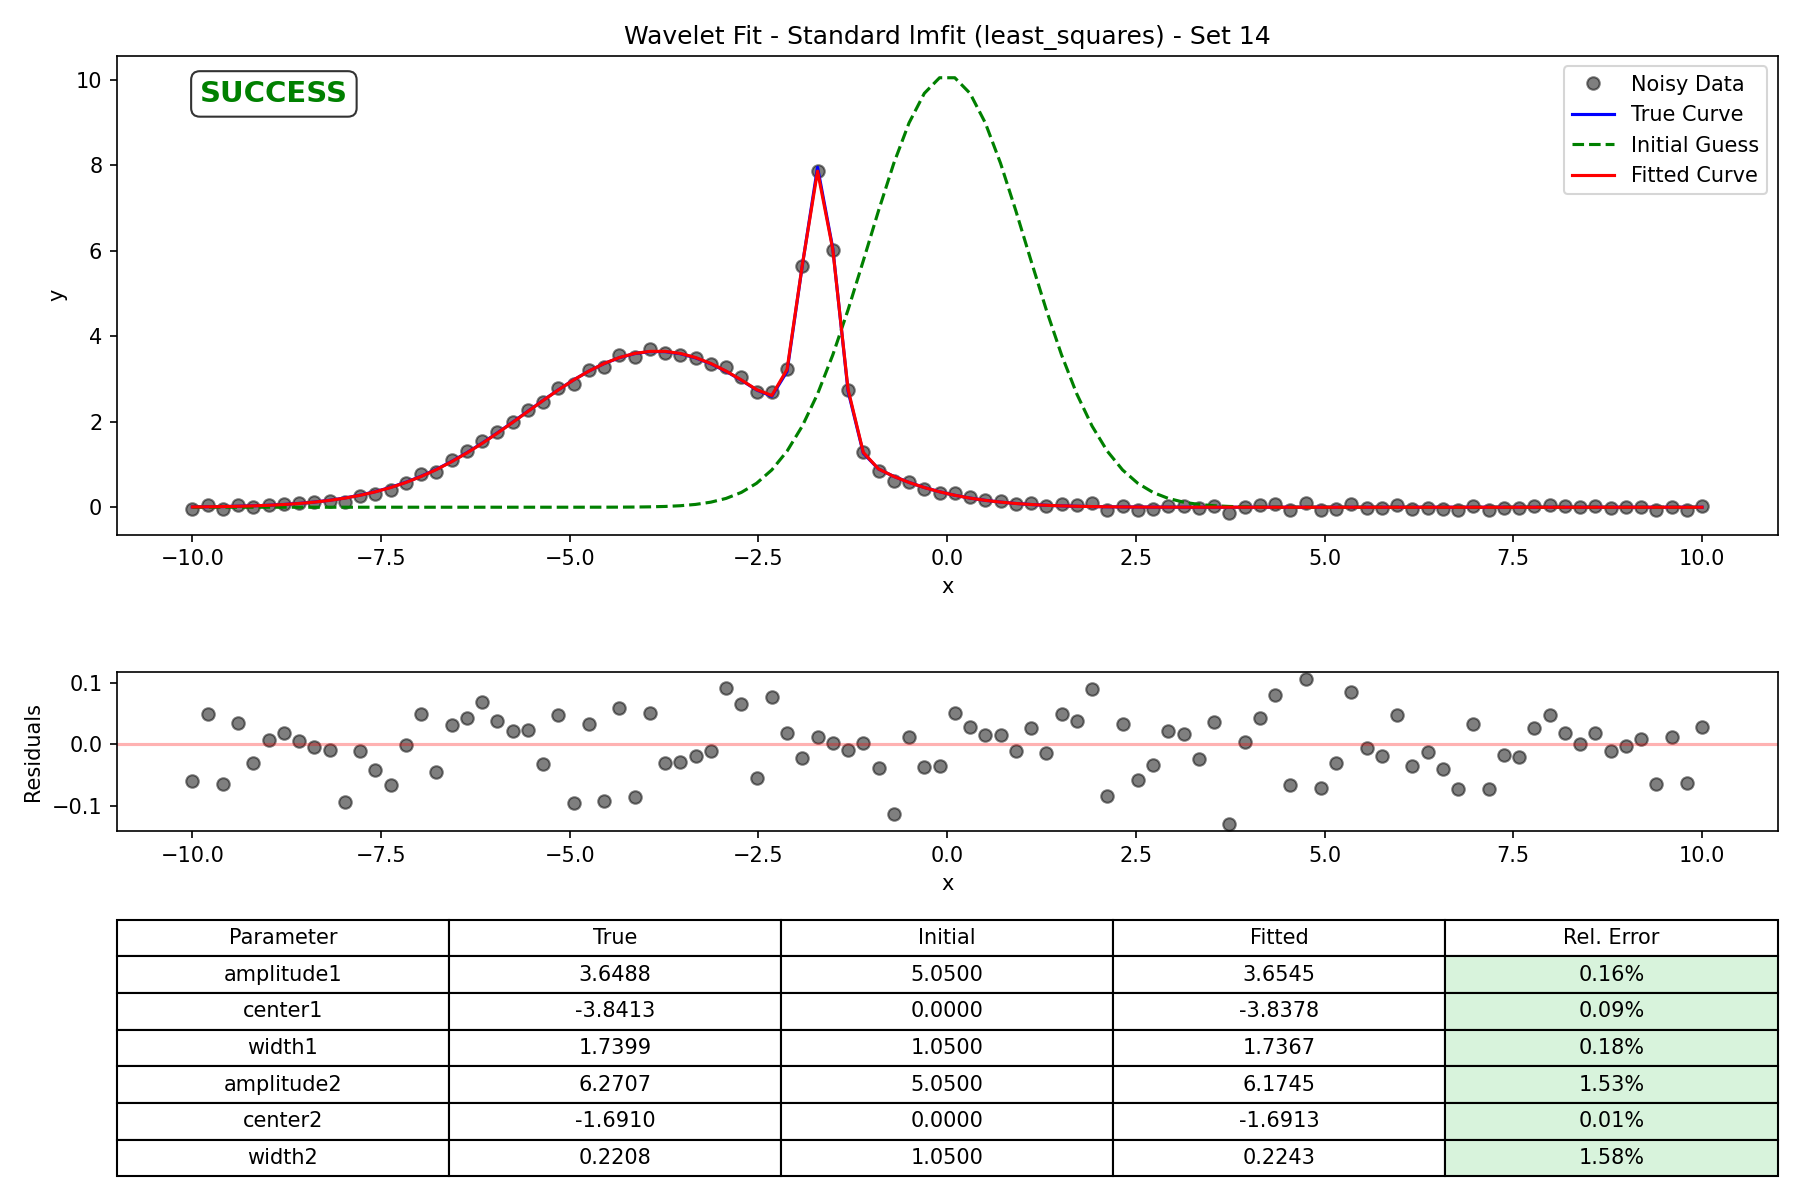 Wavelet Fit - Standard lmfit (least_squares) - Set 14
SUCCESS
Noisy Data
True Curve
Initial Guess
Fitted Curve
y
10
8
6
4
2
0
−10.0 −7.5 −5.0 −2.5 0.0 2.5 5.0 7.5 10.0
x
Residuals
0.1
0.0
−0.1
−10.0 −7.5 −5.0 −2.5 0.0 2.5 5.0 7.5 10.0
x
Parameter True Initial Fitted Rel. Error
amplitude1 3.6488 5.0500 3.6545 0.16%
center1 -3.8413 0.0000 -3.8378 0.09%
width1 1.7399 1.0500 1.7367 0.18%
amplitude2 6.2707 5.0500 6.1745 1.53%
center2 -1.6910 0.0000 -1.6913 0.01%
width2 0.2208 1.0500 0.2243 1.58%